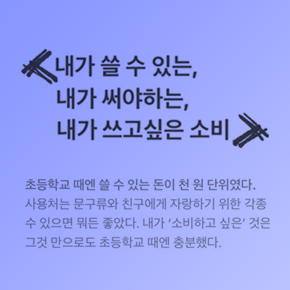 내가 쓸 수 있는,
내가 써야하는,
내가 쓰고싶은 소비
초등학교 때엔 쓸 수 있는 돈이 천 원 단위였다.
사용처는 문구류와 친구에게 자랑하기 위한 각종
수 있으면 뭐든 좋았다. 내가 ‘소비하고 싶은’ 것은
그것 만으로도 초등학교 때엔 충분했다.